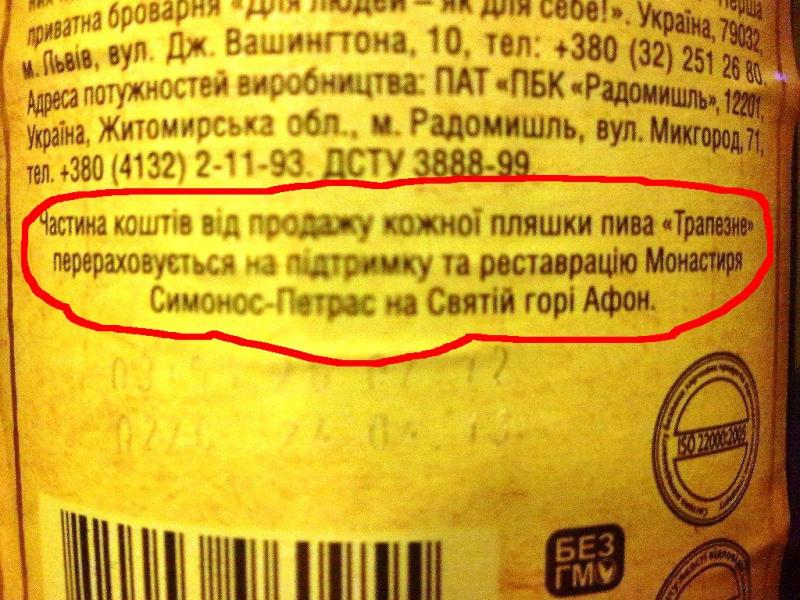 приватна броварня «Для людей – як для себе!». Україна, 79032,
м. Львів, вул. Дж. Вашингтона, 10, тел: +380 (32) 251 26 80.
Адреса потужностей виробництва: ПАТ «ПБК «Радомишль», 12201,
Україна, Житомирська обл., м. Радомишль, вул. Микгород, 71,
тел. +380 (4132) 2-11-93. ДСТУ 3888-99
Частина коштів від продажу кожної пляшки пива «Трапезне»
перераховується на підтримку та реставрацію Монастиря
Симонос-Петрас на Святій горі Афон.
ISO 22000:2005
БЕЗ
ГМО